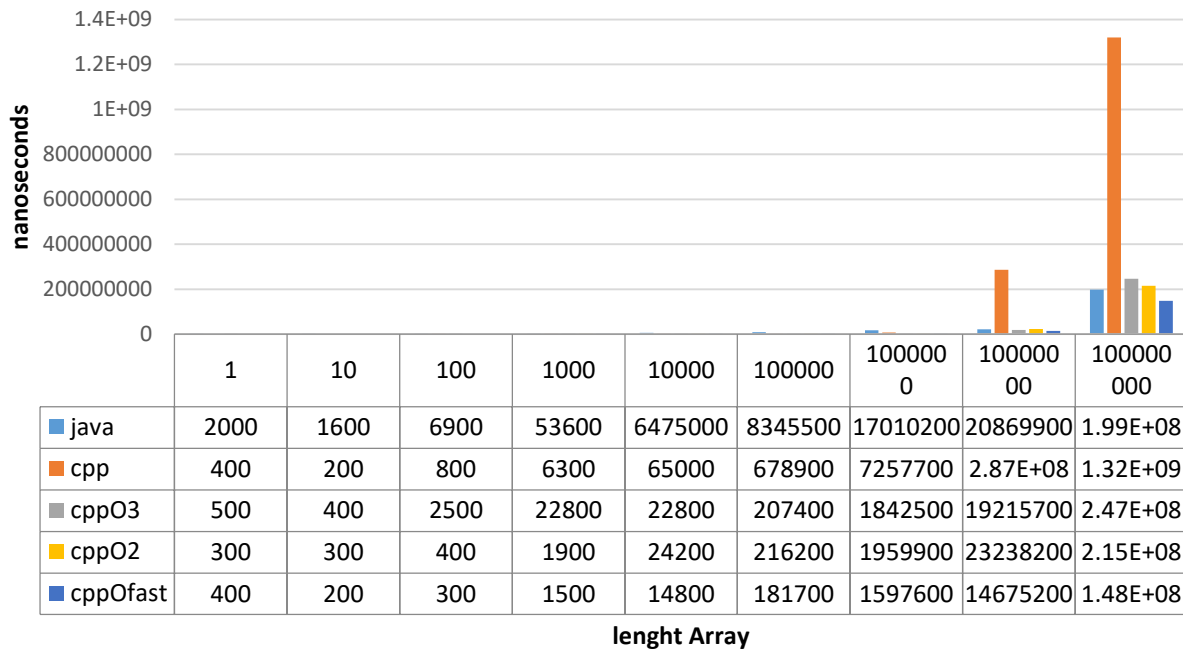 1.4E+09
1.2E+09
1E+09
800000000
600000000
400000000
200000000
0
nanoseconds
1 10 100 1000 10000 100000 100000 100000 100000
0 00 000
java 2000 1600 6900 53600 6475000 8345500 17010200 20869900 1.99E+08
cpp 400 200 800 6300 65000 678900 7257700 2.87E+08 1.32E+09
cppO3 500 400 2500 22800 22800 207400 1842500 19215700 2.47E+08
cppO2 300 300 400 1900 24200 216200 1959900 23238200 2.15E+08
cppOfast 400 200 300 1500 14800 181700 1597600 14675200 1.48E+08
lenght Array